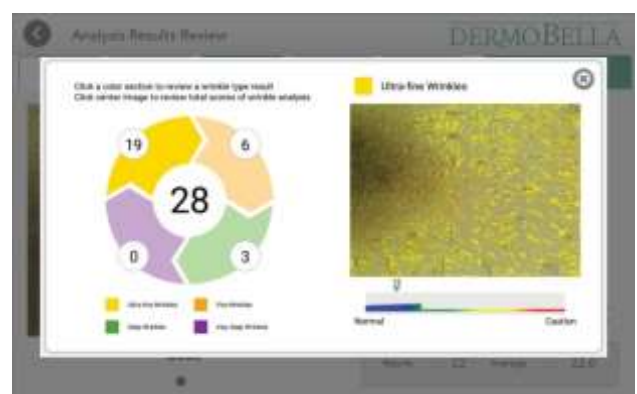 Analysis Results Review
DERMOBELLA
Click a color section to review a wrinkle type result
Click center image to review total scores of wrinkle analysis
Ultra-fine Wrinkles
19
6
28
0
3
Ultra-fine Wrinkles
Fine Wrinkles
Deep Wrinkles
Very Deep Wrinkles
Normal
Caution